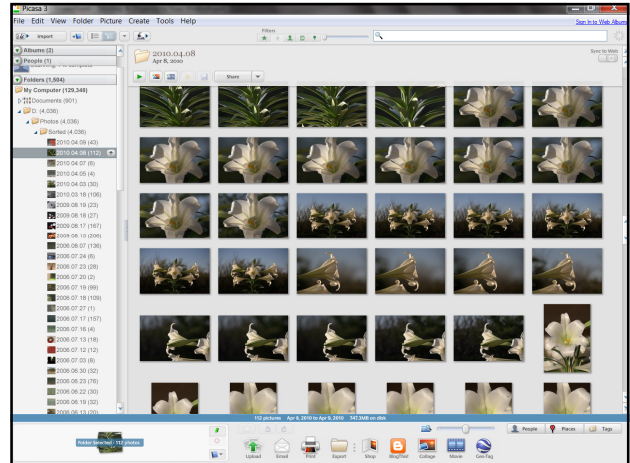 Picasa 3
File Edit View Folder Picture Create Tools Help
Sign In to Web Albums
Import
Filters
Albums (2)
People (1)
Folders (1,504)
My Computer (129,348)
Documents (901)
D: (4,036)
Photos (4,036)
Sorted (4,036)
2010.04.09 (43)
2010.04.08 (112)
2010.04.07 (6)
2010.04.05 (4)
2010.04.03 (30)
2010.03.18 (106)
2009.08.19 (23)
2009.08.18 (27)
2009.08.17 (167)
2006.08.07 (136)
2006.07.24 (6)
2006.07.23 (28)
2006.07.20 (2)
2006.07.19 (99)
2006.07.18 (109)
2006.07.27 (1)
2006.07.17 (157)
2006.07.16 (4)
2006.07.13 (18)
2006.07.12 (12)
2006.07.03 (8)
2006.06.30 (32)
2006.06.23 (76)
2006.06.22 (30)
2006.06.19 (32)
2006.06.13 (20)
2010.04.08
Apr 8, 2010
Sync to Web
Share
112 pictures Apr 8, 2010 to Apr 9, 2010 747.3MB on disk
Folder Selected - 112 photos
People Places Tags
Upload Email Print Export Shop BlogThis! Collage Movie Geo-Tag